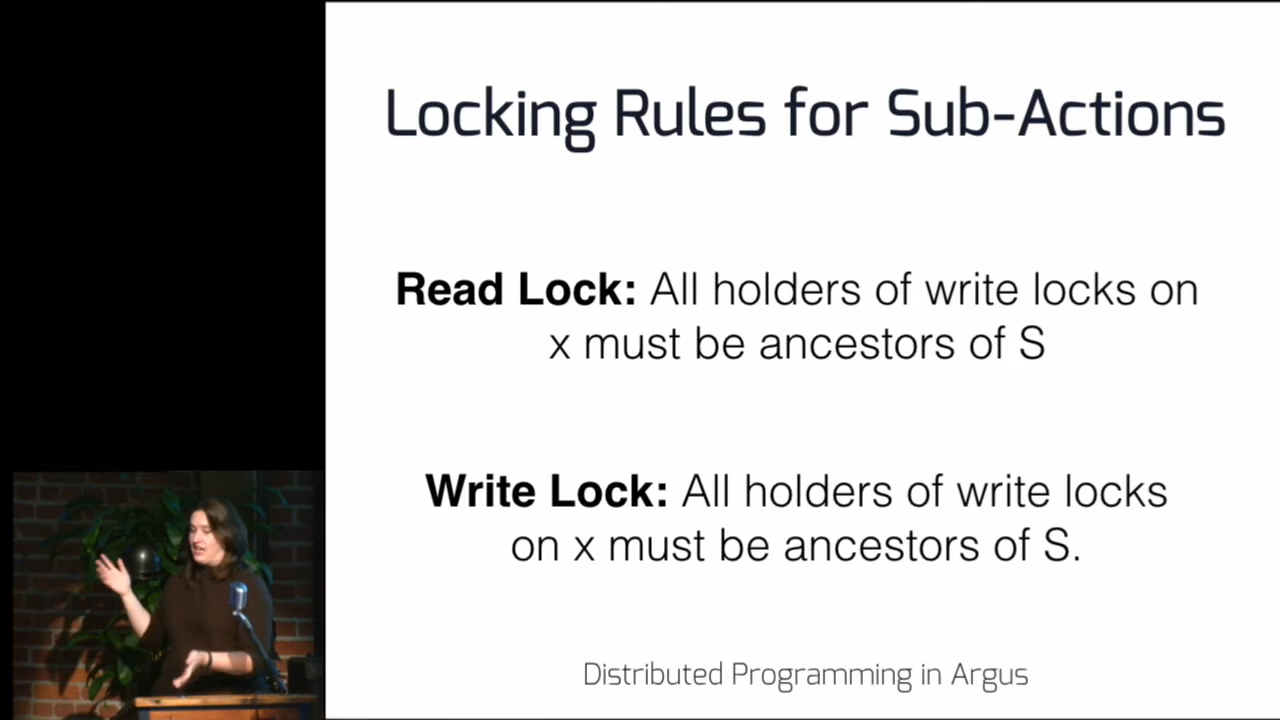 Locking Rules for Sub-Actions
Read Lock: All holders of write locks on
x must be ancestors of S
Write Lock: All holders of write locks
on x must be ancestors of S.
Distributed Programming in Argus